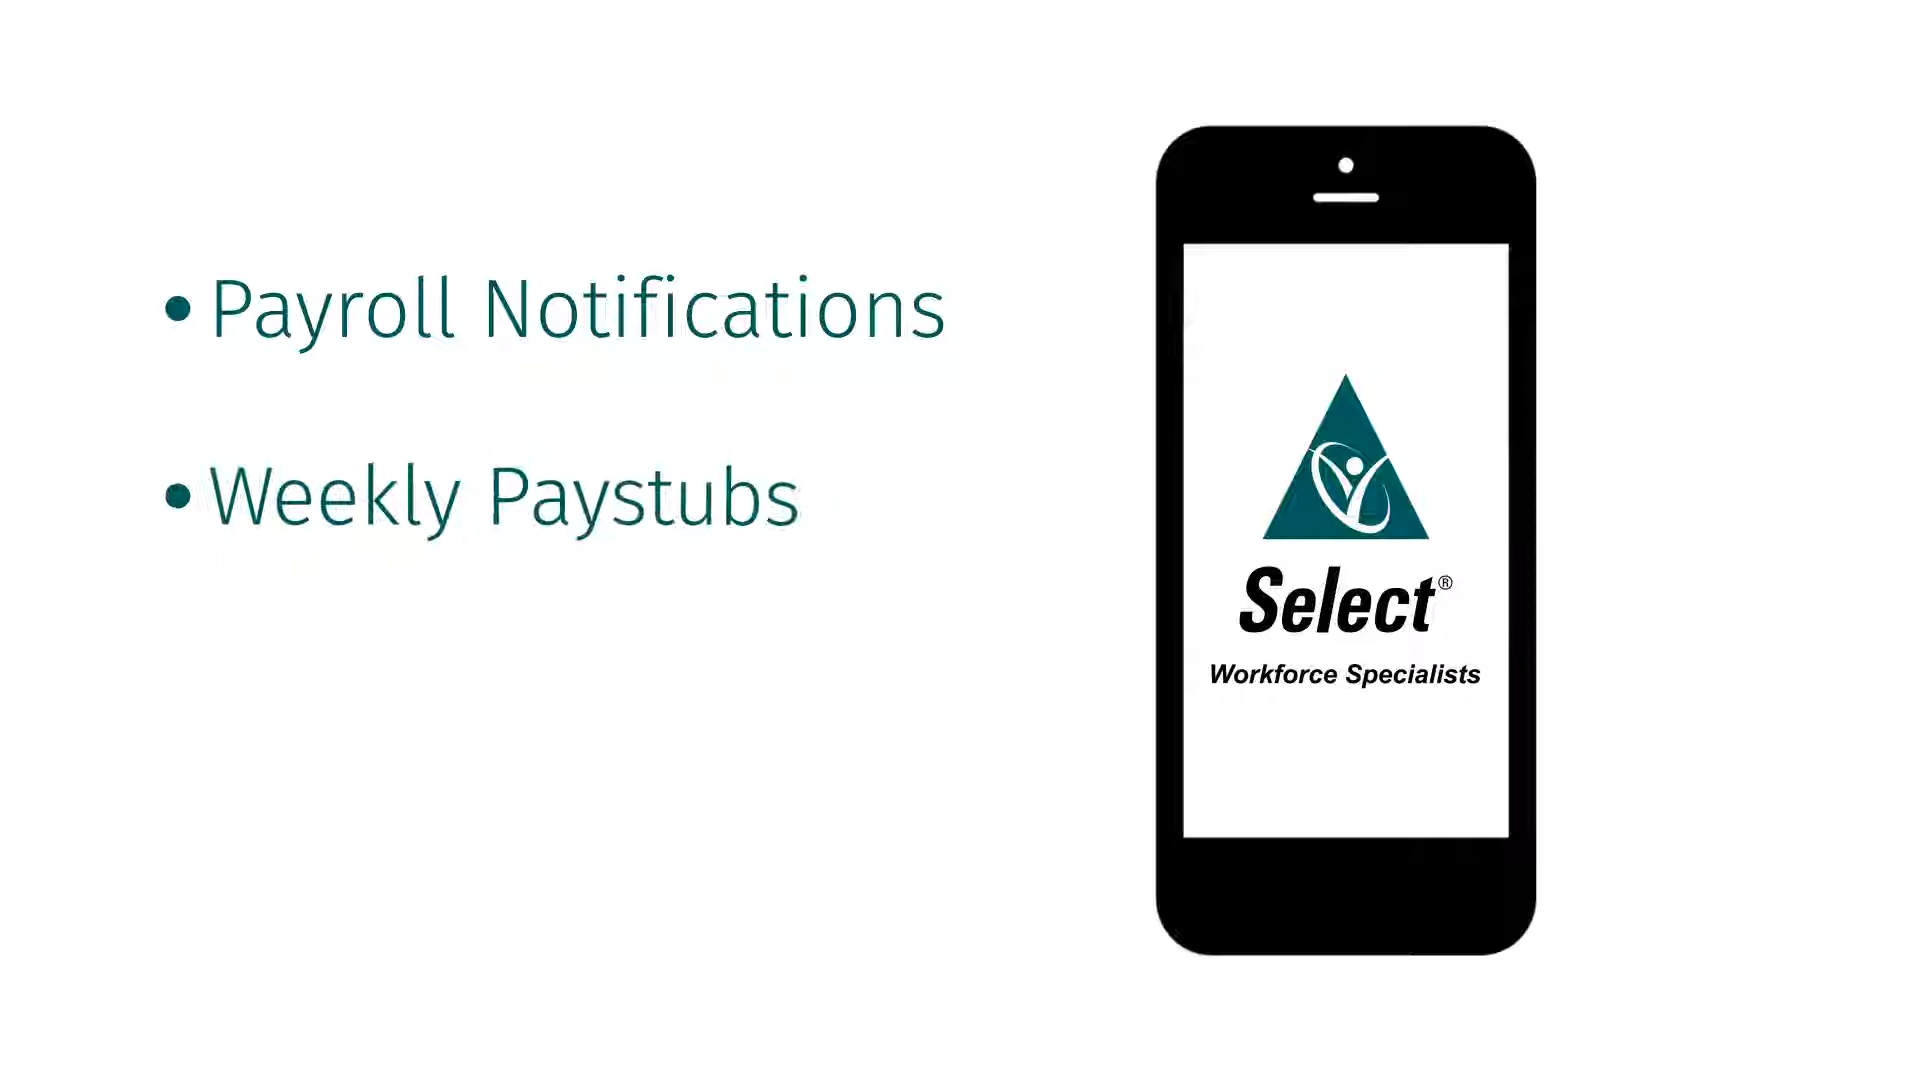 • Payroll Notifications
• Weekly Paystubs
Select®
Workforce Specialists